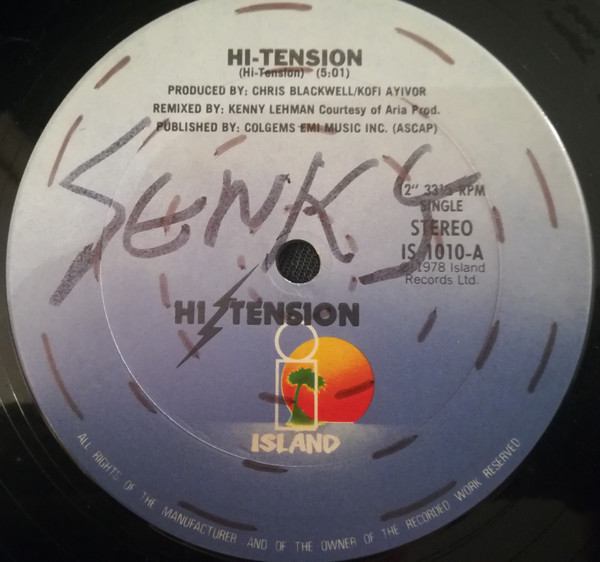 HI-TENSION
(Hi-Tension) (5:01)
PRODUCED BY: CHRIS BLACKWELL/KOFI AYIVOR
REMIXED BY: KENNY LEHMAN Courtesy of Aria Prod.
PUBLISHED BY: COLGEMS EMI MUSIC INC. (ASCAP)
SENKS
12" 33⅓ RPM
SINGLE
STEREO
IS 1010-A
℗1978 Island
Records Ltd.
HI TENSION
ISLAND
ALL RIGHTS OF THE MANUFACTURER AND OF THE OWNER OF THE RECORDED WORK RESERVED